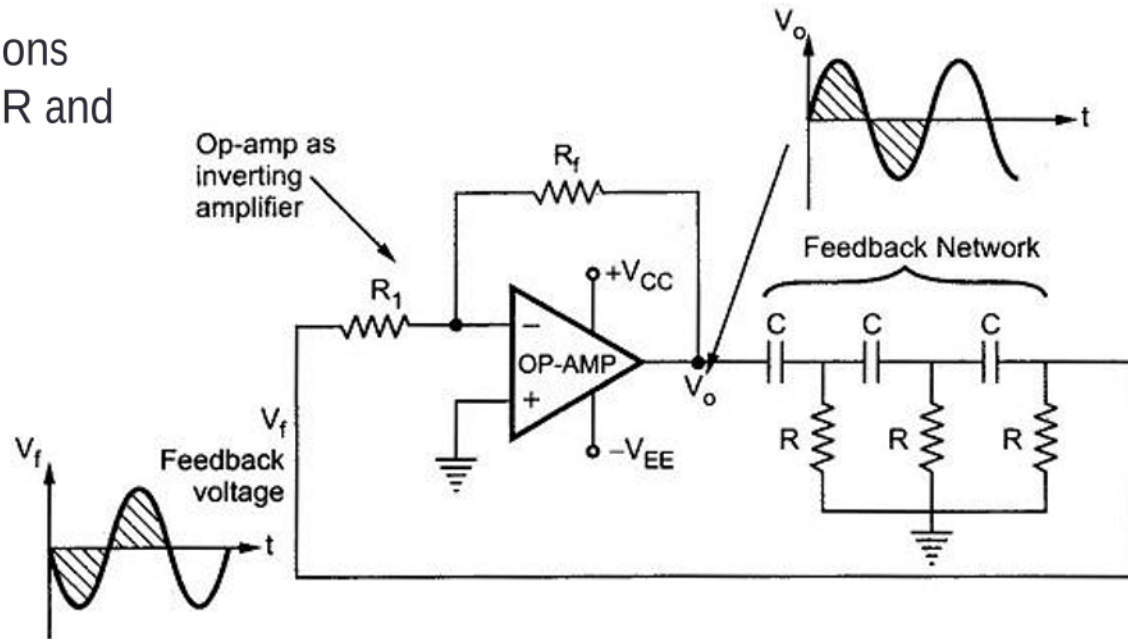 ons
R and
Op-amp as
inverting
amplifier
Rf
R1
+VCC
−
OP-AMP
+
−VEE
Vo
Vo
t
Feedback Network
C
C
C
R
R
R
Vf
Feedback
voltage
Vf
t